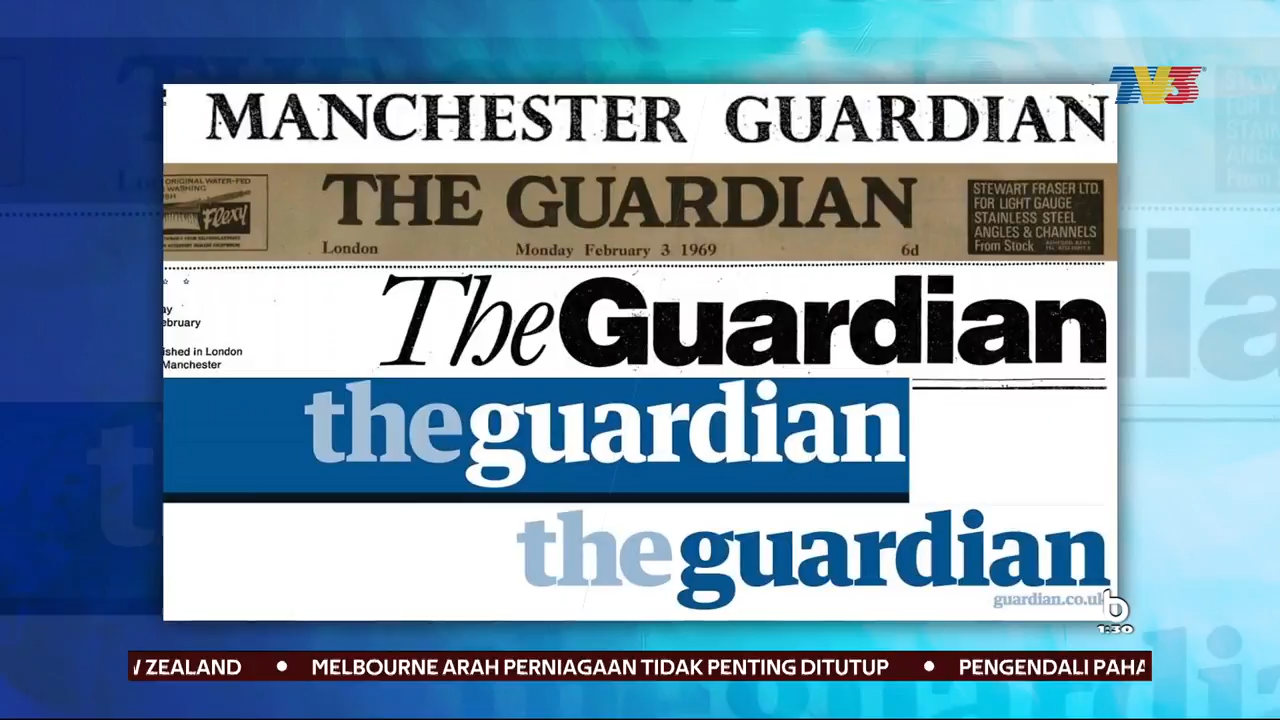 TV3
MANCHESTER GUARDIAN
ORIGINAL WATER-FED
WASHING
Flexy
THE GUARDIAN
London
Monday February 3 1969
6d
STEWART FRASER LTD.
FOR LIGHT GAUGE
STAINLESS STEEL
ANGLES & CHANNELS
From Stock
The Guardian
ay
ebruary
ished in London
Manchester
theguardian
theguardian
guardian.co.uk
b
1:30
W ZEALAND • MELBOURNE ARAH PERNIAGAAN TIDAK PENTING DITUTUP • PENGENDALI PAHA